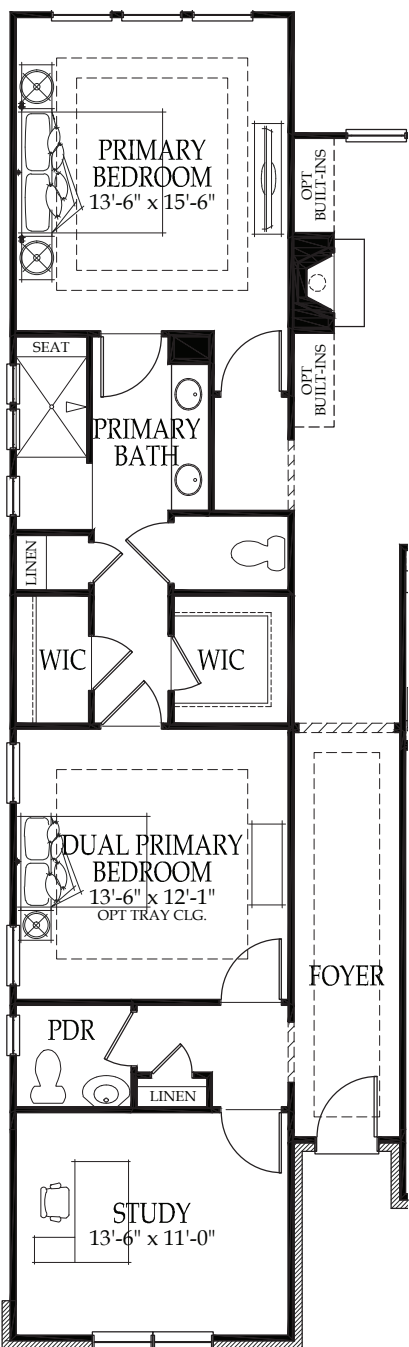 PRIMARY
BEDROOM
13'-6" x 15'-6"
OPT
BUILT-INS
OPT
BUILT-INS
SEAT
PRIMARY
BATH
LINEN
WIC
WIC
DUAL PRIMARY
BEDROOM
13'-6" x 12'-1"
OPT TRAY CLG.
FOYER
PDR
LINEN
STUDY
13'-6" x 11'-0"